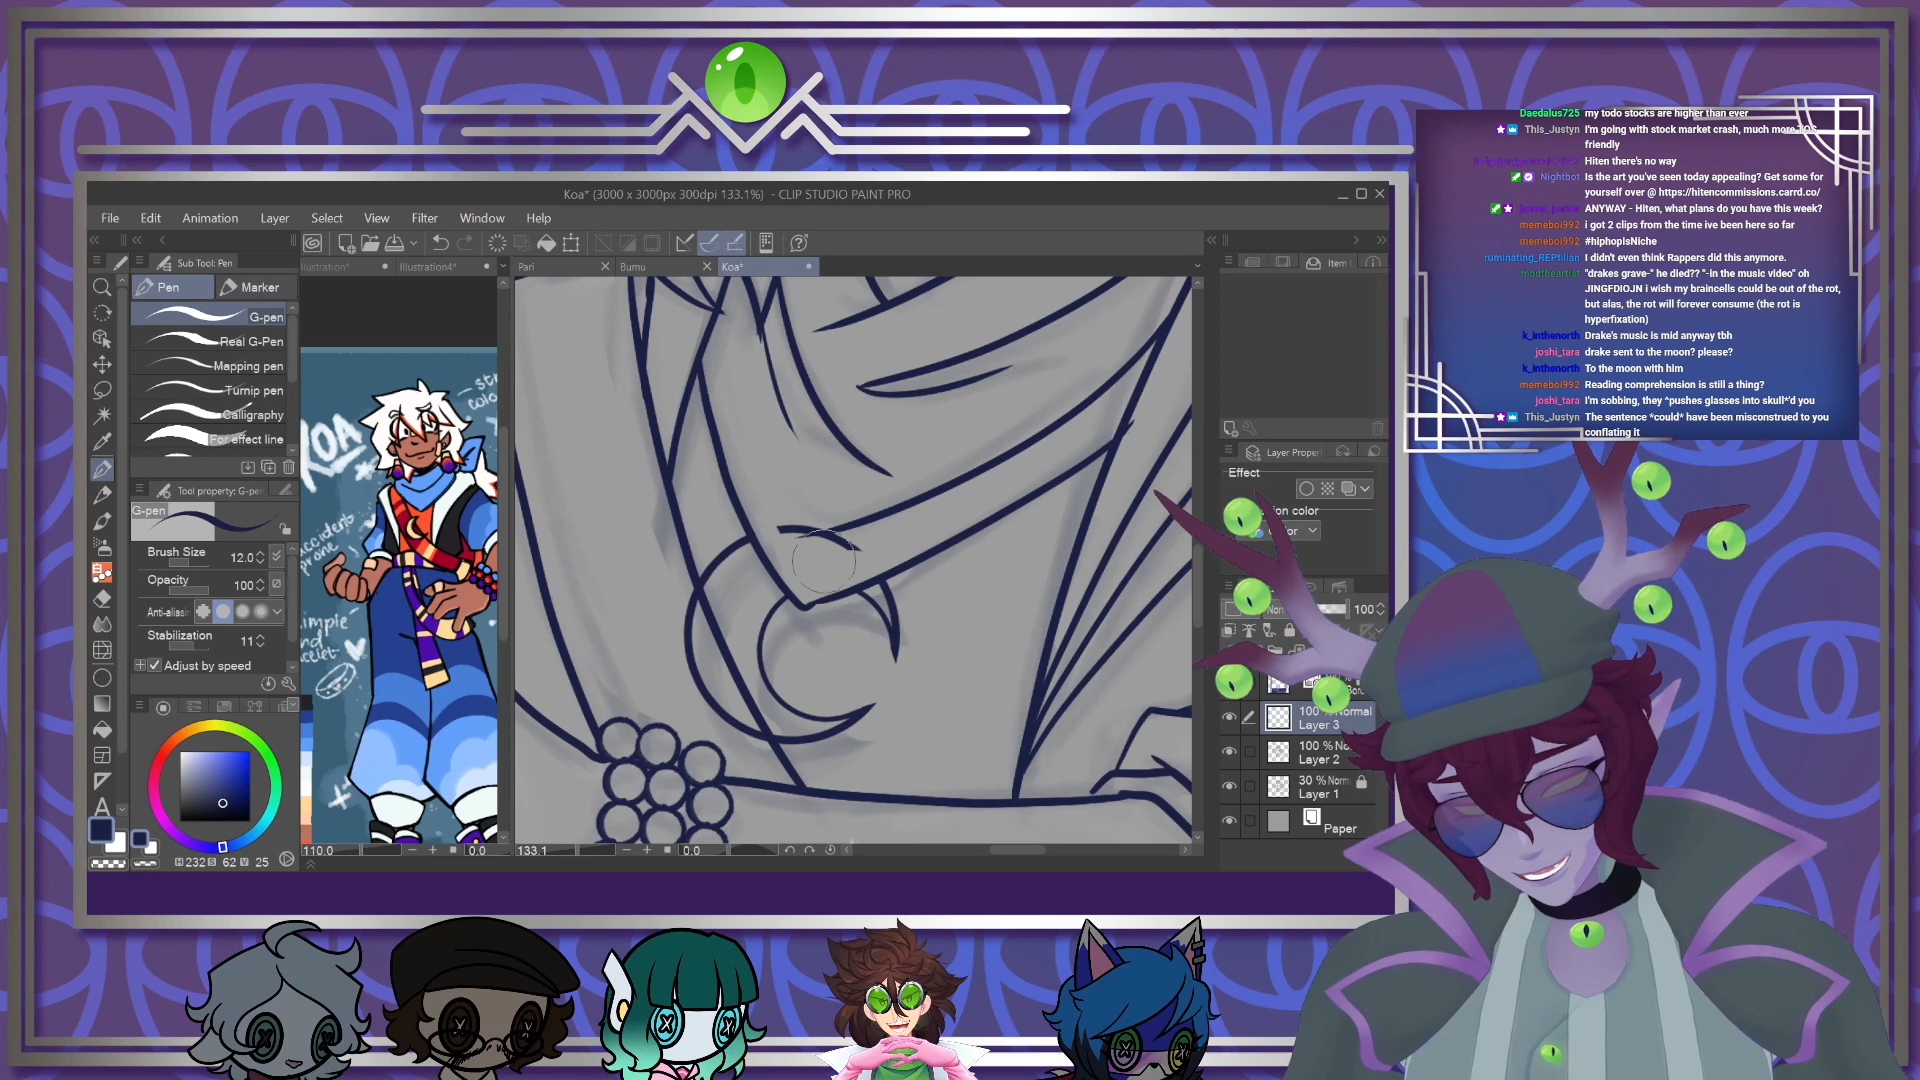 Koa* (3000 x 3000px 300dpi 133.1%) - CLIP STUDIO PAINT PRO
File Edit Animation Layer Select View Filter Window Help
Sub Tool: Pen
llustration* Illustration4* Pari Bumu Koa*
Item
Pen Marker
G-pen
Real G-Pen
Mapping pen
Turnip pen
Calligraphy
For effect line
Tool property: G-pen
G-pen
Brush Size 12.0
Opacity 100
Anti-aliasi
Stabilization 11
Adjust by speed
H 232 S 62 V 25
KOA
accident
prone
110.0 0.0
133.1 0.0
Layer Proper
Effect
100
100 % Normal
Layer 3
100 % No
Layer 2
30 % Norm
Layer 1
Paper
Daedalus725 my todo stocks are higher than ever
This_Justyn I'm going with stock market crash, much more TOS
friendly
Hiten there's no way
Nightbot Is the art you've seen today appealing? Get some for
yourself over @ https://hitencommissions.carrd.co/
ANYWAY - Hiten, what plans do you have this week?
memeboi992 i got 2 clips from the time ive been here so far
memeboi992 #hiphopIsNiche
ruminating_REPtilian I didn't even think Rappers did this anymore.
modtheartist "drakes grave-" he died?? "-in the music video" oh
JINGFDIOJN i wish my braincells could be out of the rot,
but alas, the rot will forever consume (the rot is
hyperfixation)
k_inthenorth Drake's music is mid anyway tbh
joshi_tara drake sent to the moon? please?
k_inthenorth To the moon with him
memeboi992 Reading comprehension is still a thing?
joshi_tara I'm sobbing, they *pushes glasses into skull*'d you
This_Justyn The sentence *could* have been misconstrued to you
conflating it